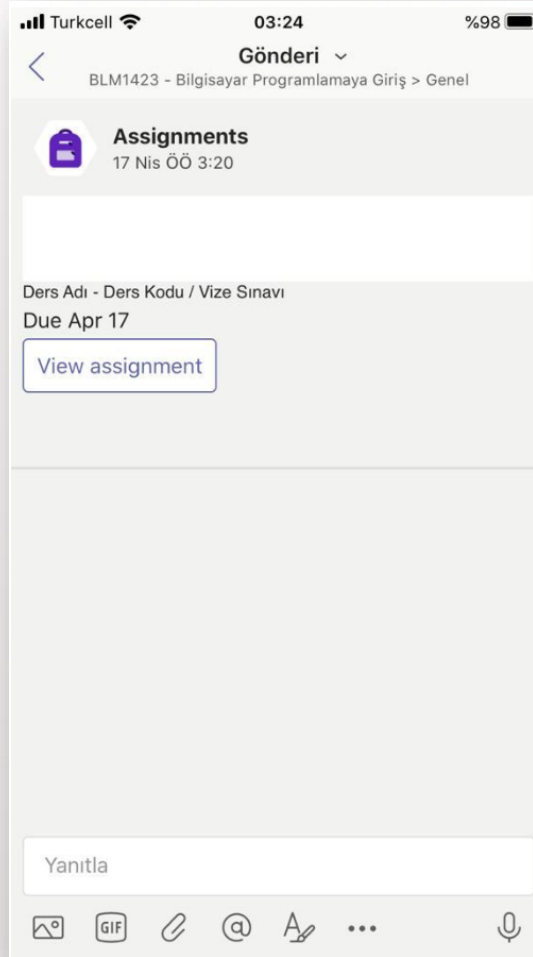 Turkcell 03:24 %98
Gönderi
BLM1423 - Bilgisayar Programlamaya Giriş > Genel
Assignments
17 Nis ÖÖ 3:20
Ders Adı - Ders Kodu / Vize Sınavı
Due Apr 17
View assignment
Yanıtla
GIF